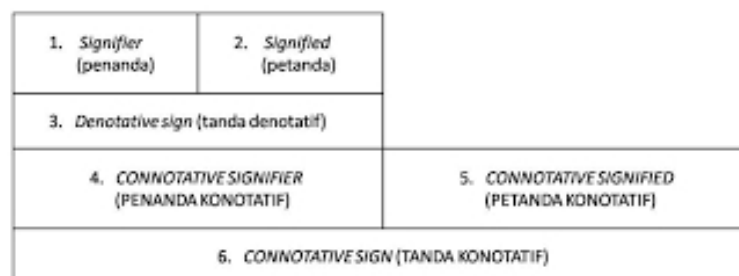 1. Signifier
(penanda)
2. Signified
(petanda)
3. Denotative sign (tanda denotatif)
4. CONNOTATIVE SIGNIFIER
(PENANDA KONOTATIF)
5. CONNOTATIVE SIGNIFIED
(PETANDA KONOTATIF)
6. CONNOTATIVE SIGN (TANDA KONOTATIF)